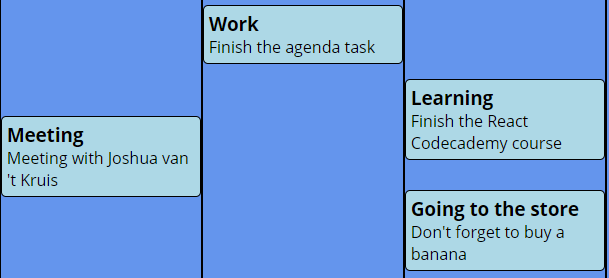 Work
Finish the agenda task
Learning
Finish the React
Codecademy course
Meeting
Meeting with Joshua van
't Kruis
Going to the store
Don't forget to buy a
banana